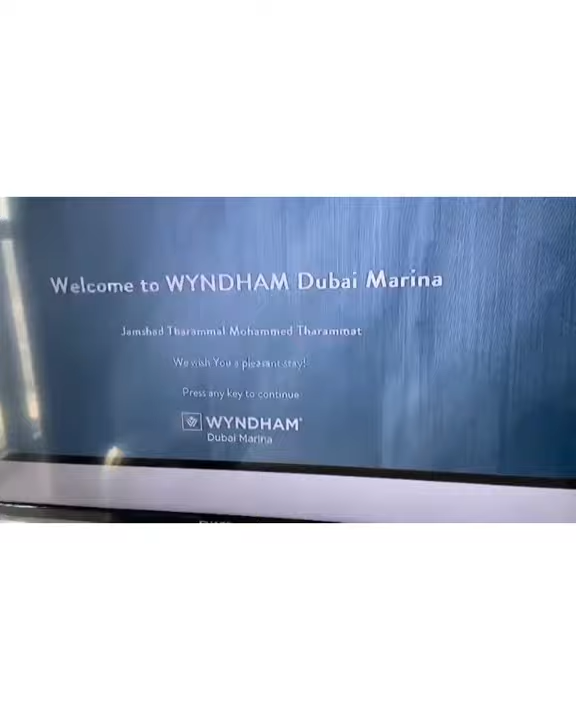 Welcome to WYNDHAM Dubai Marina
Jamshad Tharammal Mohammed Tharammat
We wish You a pleasant stay!
Press any key to continue
WYNDHAM
Dubai Marina